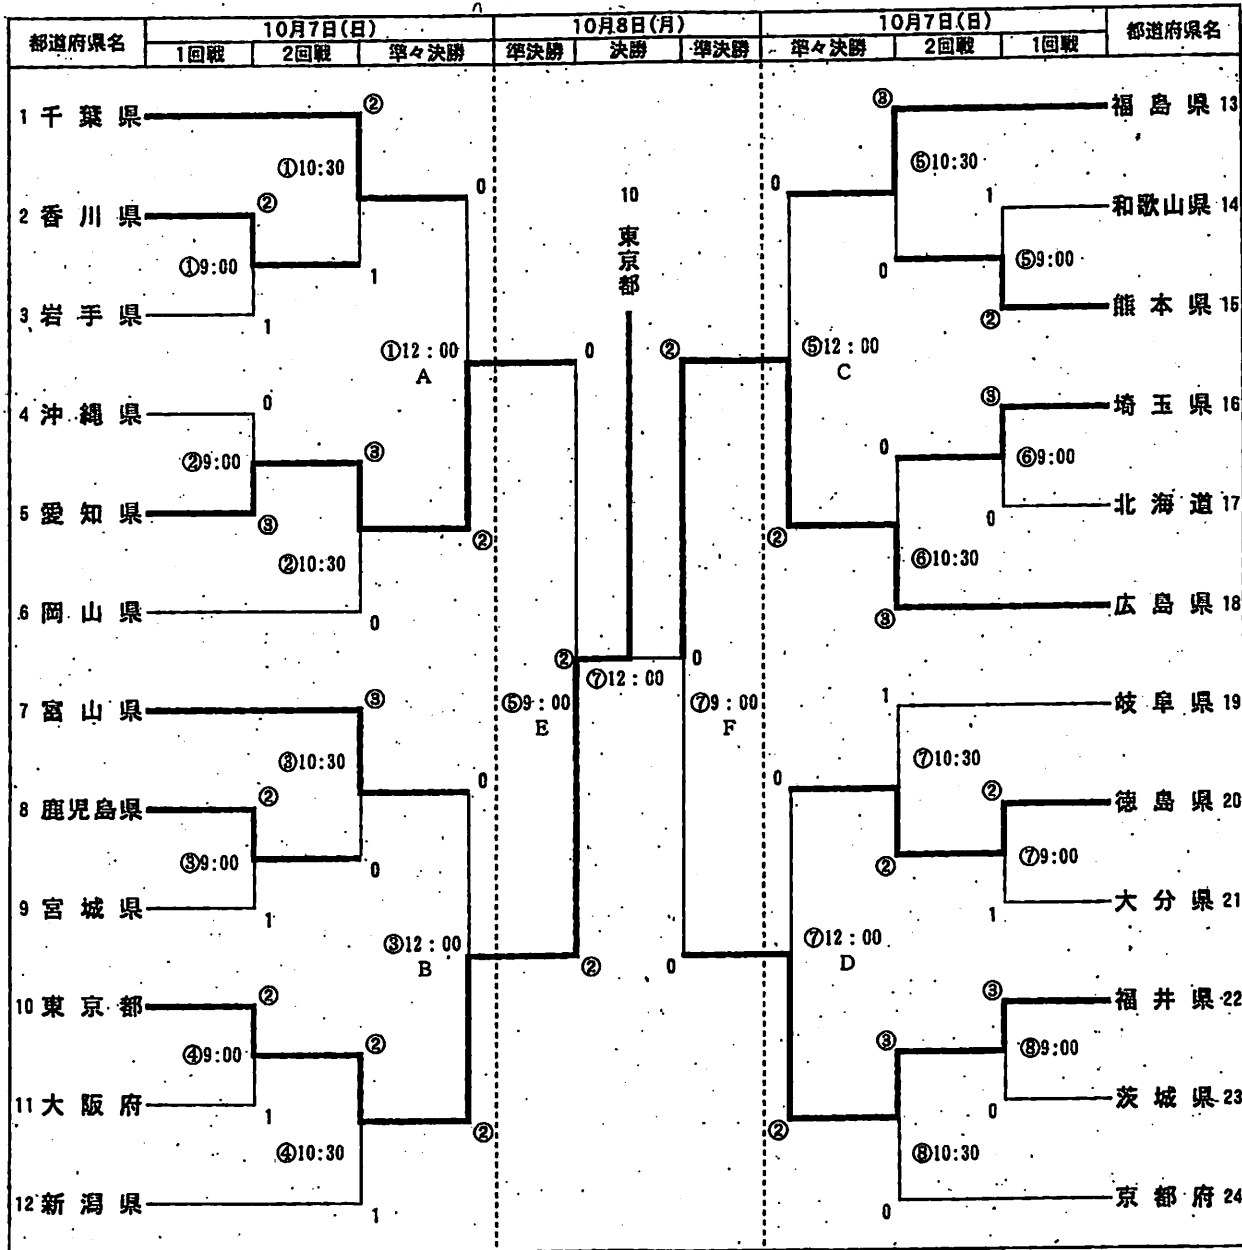 都道府県名 10月7日(日) 10月8日(月) 10月7日(日) 都道府県名
1回戦 2回戦 準々決勝 準決勝 決勝 準決勝 準々決勝 2回戦 1回戦
1 千葉県 ② ③ 福島県 13
①10:30 ⑤10:30
0 10 0
2 香川県 ② 1 和歌山県 14
東京都
①9:00 ⑤9:00
1 0
3 岩手県 1 ② 熊本県 15
①12:00 0 ② ⑤12:00
A C
4 沖縄県 0 ③ 埼玉県 16
②9:00 ③ 0 ⑥9:00
5 愛知県 ③ 0 北海道 17
② ②
②10:30 ⑥10:30
6 岡山県 0 ③ 広島県 18
② 0
⑦12:00
7 富山県 ③ ⑤9:00 ⑦9:00 1 岐阜県 19
E F
③10:30 ⑦10:30
0 0
8 鹿児島県 ② ② 徳島県 20
③9:00 0 ② ⑦9:00
9 宮城県 1 1 大分県 21
③12:00 ⑦12:00
B D
② 0
10 東京都 ② ③ 福井県 22
④9:00 ② ③ ⑧9:00
11 大阪府 1 0 茨城県 23
② ②
④10:30 ⑧10:30
12 新潟県 1 0 京都府 24